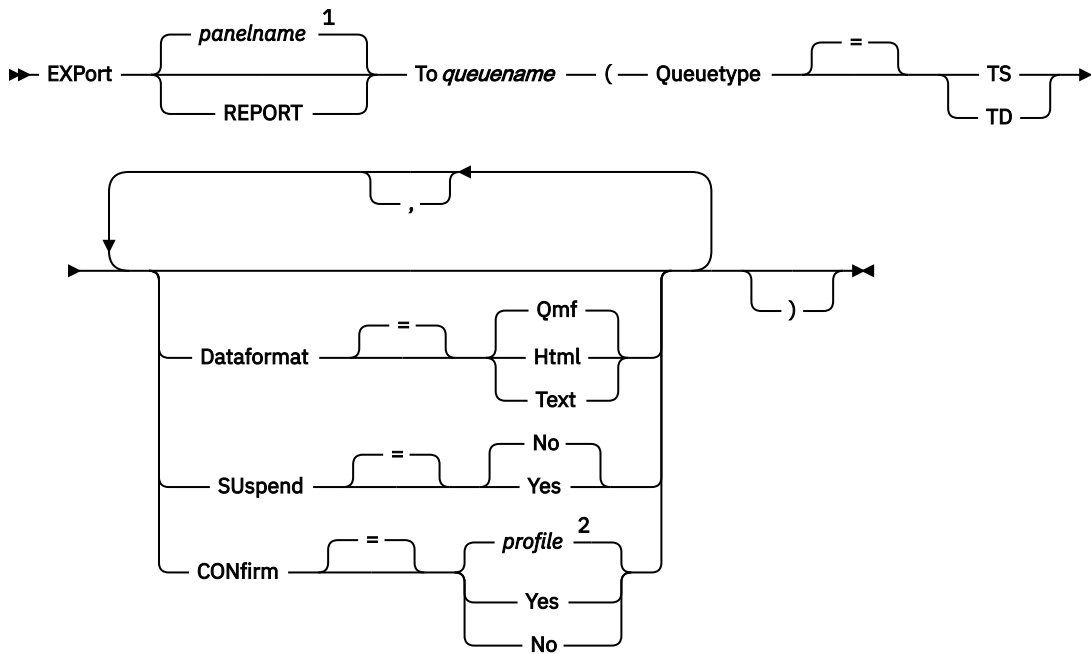 panelname 1
=
EXPort To queuename ( Queuetype TS
REPORT
TD
,
)
Qmf
=
Dataformat Html
Text
No
=
SUspend Yes
profile 2
=
CONfirm
Yes
No